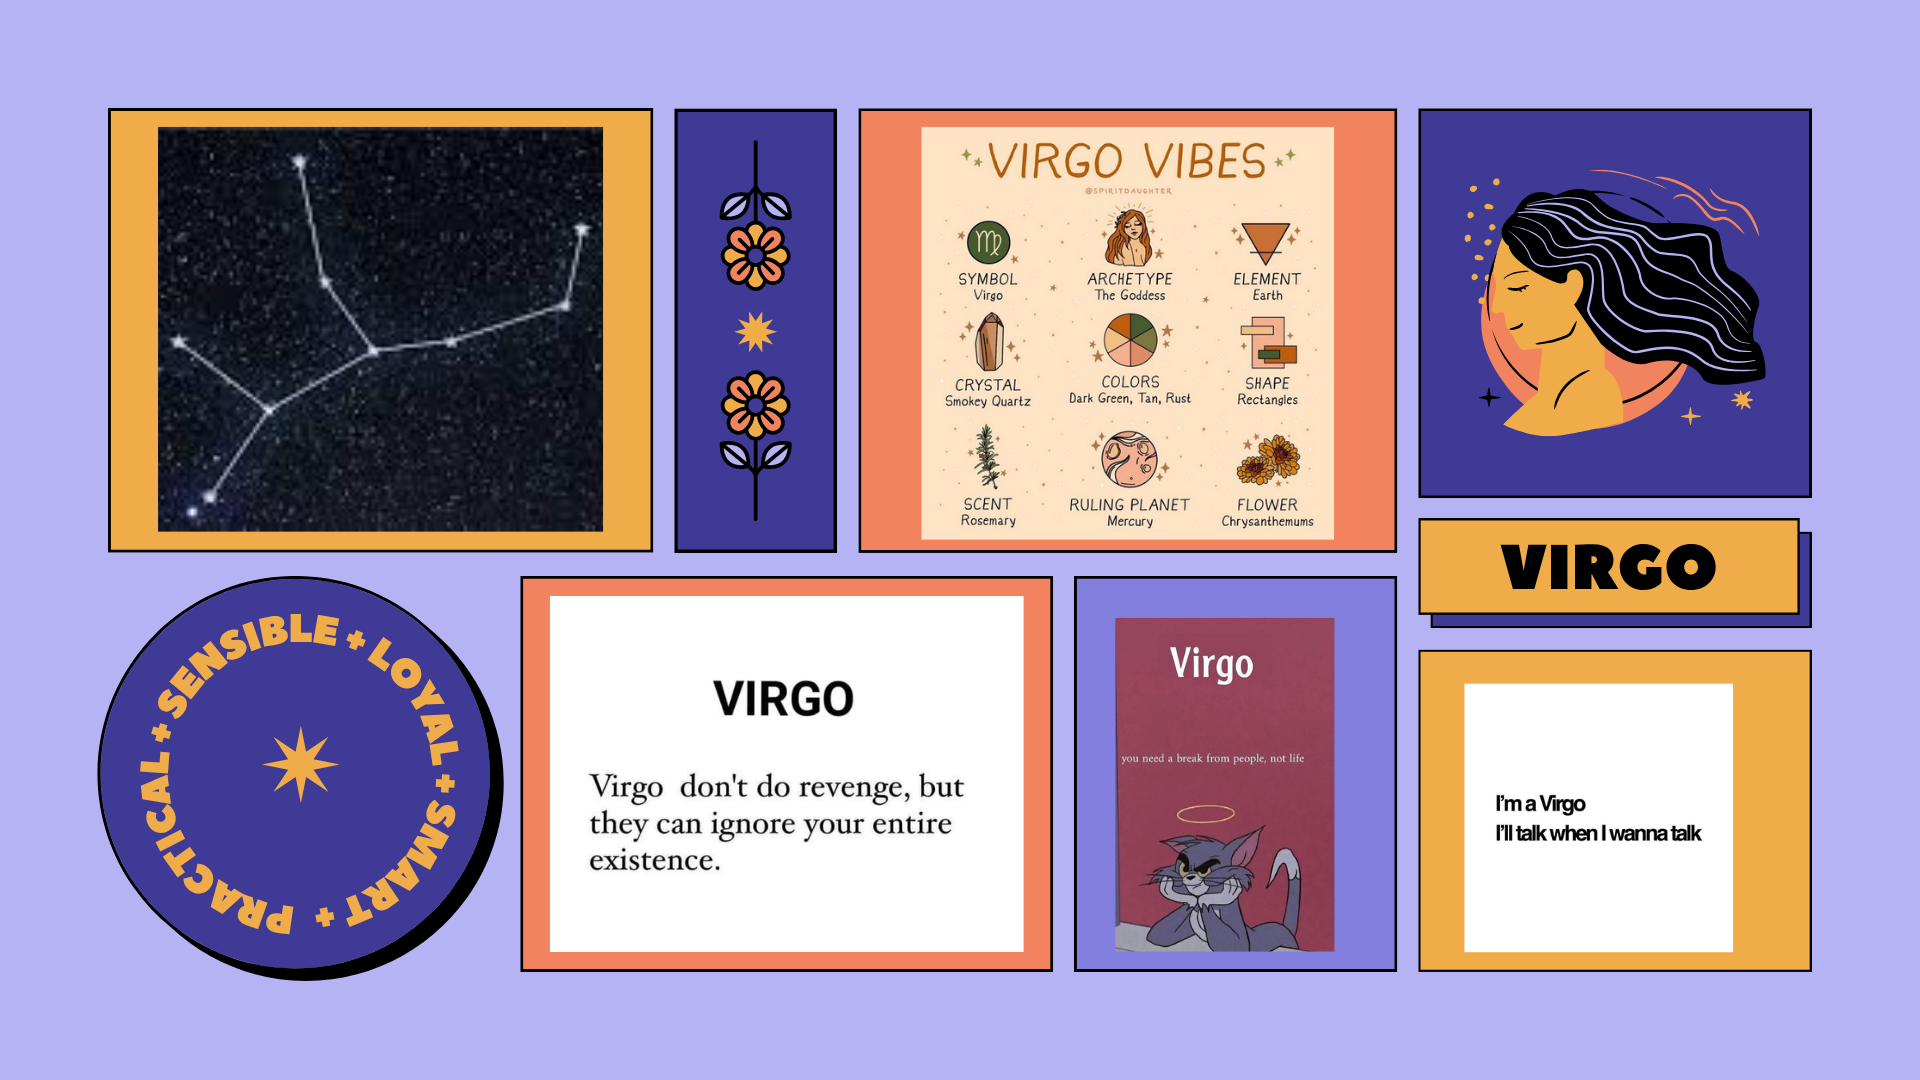 VIRGO VIBES
@SPIRITDAUGHTER
SYMBOL
Virgo
ARCHETYPE
The Goddess
ELEMENT
Earth
CRYSTAL
Smokey Quartz
COLORS
Dark Green, Tan, Rust
SHAPE
Rectangles
SCENT
Rosemary
RULING PLANET
Mercury
FLOWER
Chrysanthemums
VIRGO
SENSIBLE + LOYAL + SMART + PRACTICAL +
VIRGO
Virgo don't do revenge, but
they can ignore your entire
existence.
Virgo
you need a break from people, not life
I'm a Virgo
I'll talk when I wanna talk